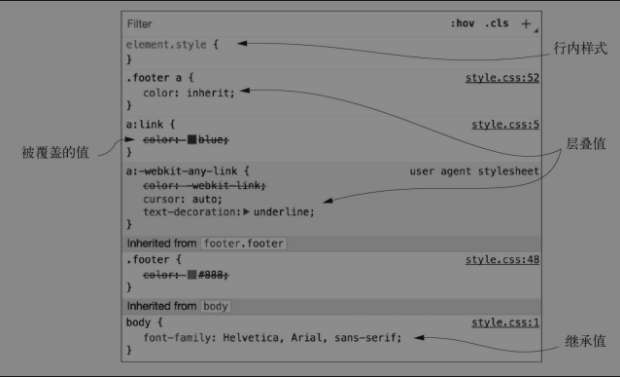 Filter :hov .cls +
element.style {
行内样式
}
.footer a { style.css:52
color: inherit;
}
a:link { style.css:5
color: blue;
被覆盖的值
层叠值
}
a:-webkit-any-link { user agent stylesheet
color: -webkit-link;
cursor: auto;
text-decoration:▶ underline;
}
Inherited from footer.footer
.footer { style.css:48
color: #888;
}
Inherited from body
body { style.css:1
font-family: Helvetica, Arial, sans-serif;
继承值
}